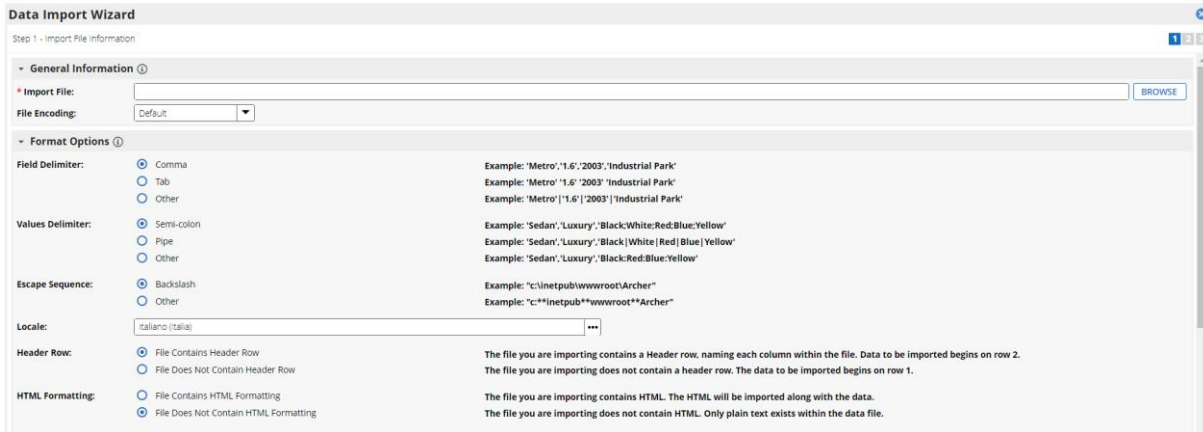 Data Import Wizard
Step 1 - Import File Information
1 2 3
General Information
* Import File: BROWSE
File Encoding: Default
Format Options
Field Delimiter: Comma Example: 'Metro','1.6','2003','Industrial Park'
Tab Example: 'Metro' '1.6' '2003' 'Industrial Park'
Other Example: 'Metro'|'1.6'|'2003'|'Industrial Park'
Values Delimiter: Semi-colon Example: 'Sedan','Luxury','Black;White;Red;Blue;Yellow'
Pipe Example: 'Sedan','Luxury','Black|White|Red|Blue|Yellow'
Other Example: 'Sedan','Luxury','Black:Red:Blue:Yellow'
Escape Sequence: Backslash Example: "c:\inetpub\wwwroot\Archer"
Other Example: "c:**inetpub**wwwroot**Archer"
Locale: Italiano (Italia)
Header Row: File Contains Header Row The file you are importing contains a Header row, naming each column within the file. Data to be imported begins on row 2.
File Does Not Contain Header Row The file you are importing does not contain a header row. The data to be imported begins on row 1.
HTML Formatting: File Contains HTML Formatting The file you are importing contains HTML. The HTML will be imported along with the data.
File Does Not Contain HTML Formatting The file you are importing does not contain HTML. Only plain text exists within the data file.